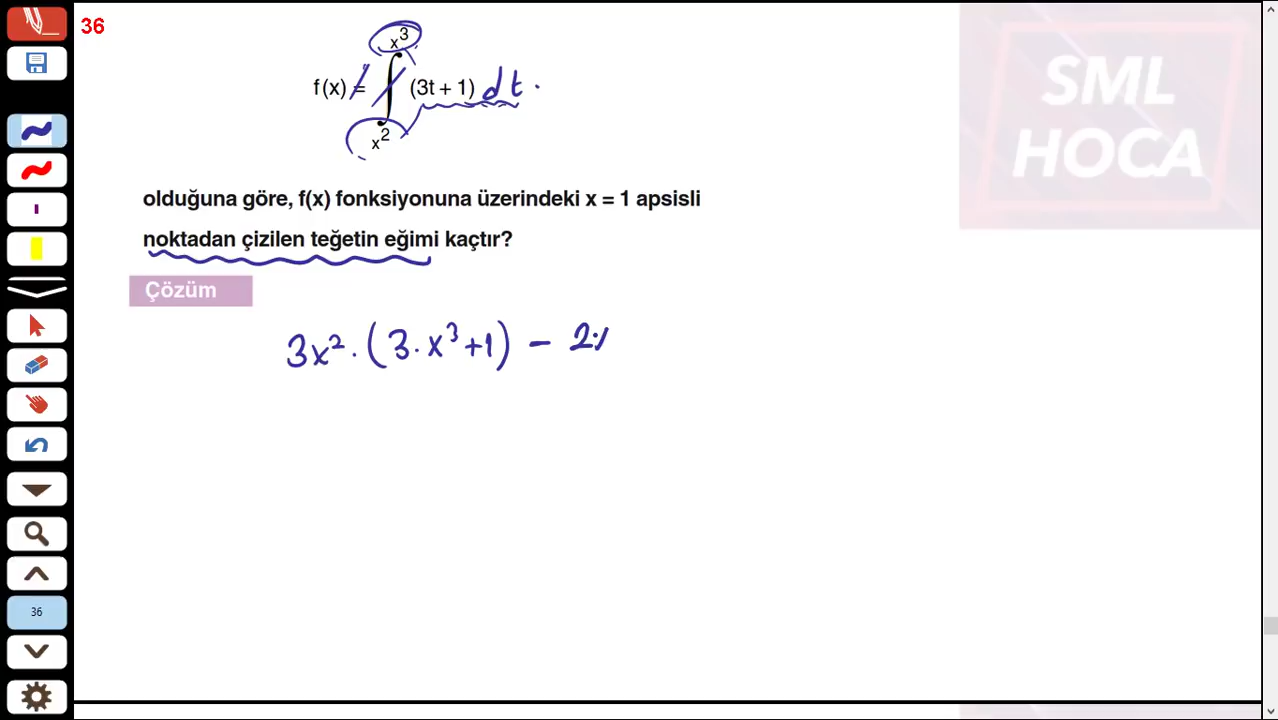 36
x³
f(x) = ∫ (3t + 1) dt.
x²
SML
HOCA
olduğuna göre, f(x) fonksiyonuna üzerindeki x = 1 apsisli
noktadan çizilen teğetin eğimi kaçtır?
Çözüm
3x² · (3 · x³ + 1) − 2x
36